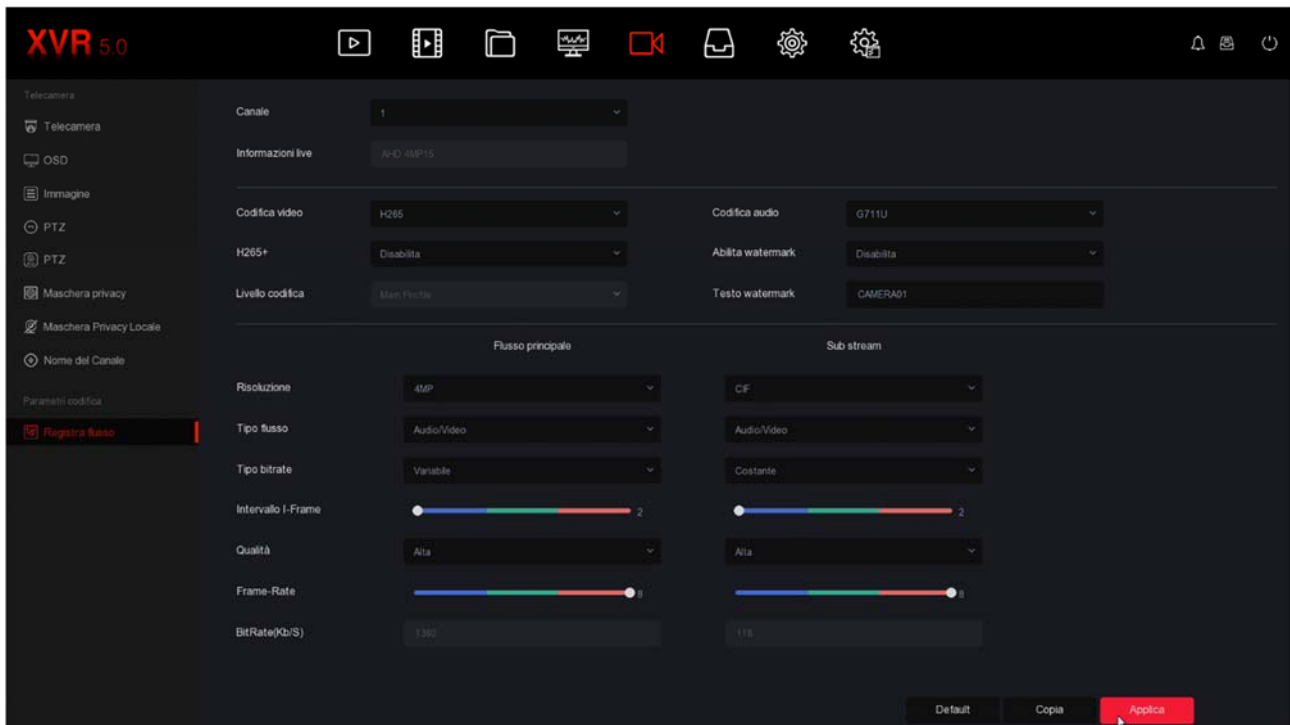 XVR 5.0
Telecamera
Telecamera
OSD
Immagine
PTZ
PTZ
Maschera privacy
Maschera Privacy Locale
Nome del Canale
Parametri codifica
Registra flusso
Canale 1
Informazioni live AHD 4MP15
Codifica video H265 Codifica audio G711U
H265+ Disabilita Abilita watermark Disabilita
Livello codifica Main Profile Testo watermark CAMERA01
Flusso principale Sub stream
Risoluzione 4MP CIF
Tipo flusso Audio/Video Audio/Video
Tipo bitrate Variabile Costante
Intervallo I-Frame 2 2
Qualità Alta Alta
Frame-Rate 8 8
BitRate(Kb/S)
Default Copia Applica